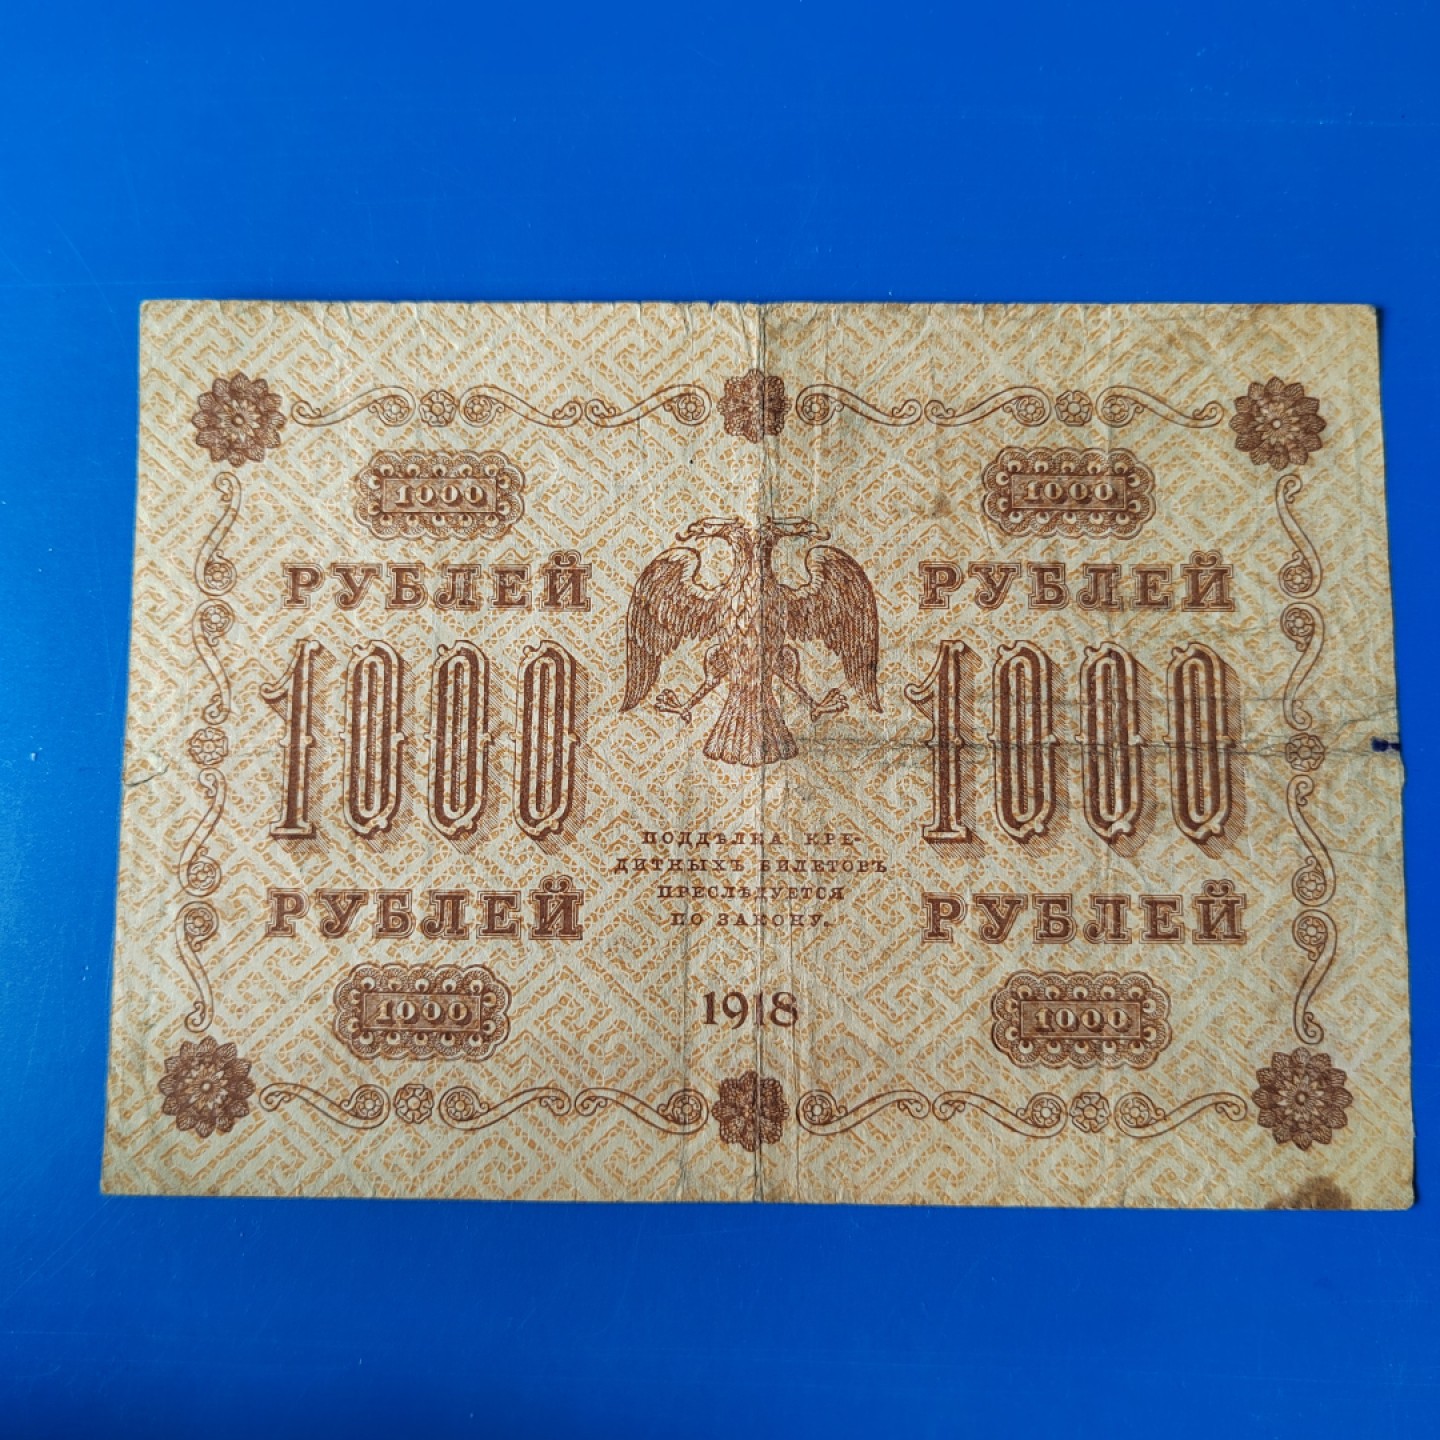 1000 1000
РУБЛЕЙ РУБЛЕЙ
1000 1000
ПОДДѢЛКА КРЕ-
ДИТНЫХЪ БИЛЕТОВЪ
ПРЕСЛѢДУЕТСЯ
ПО ЗАКОНУ.
РУБЛЕЙ РУБЛЕЙ
1000 1918 1000